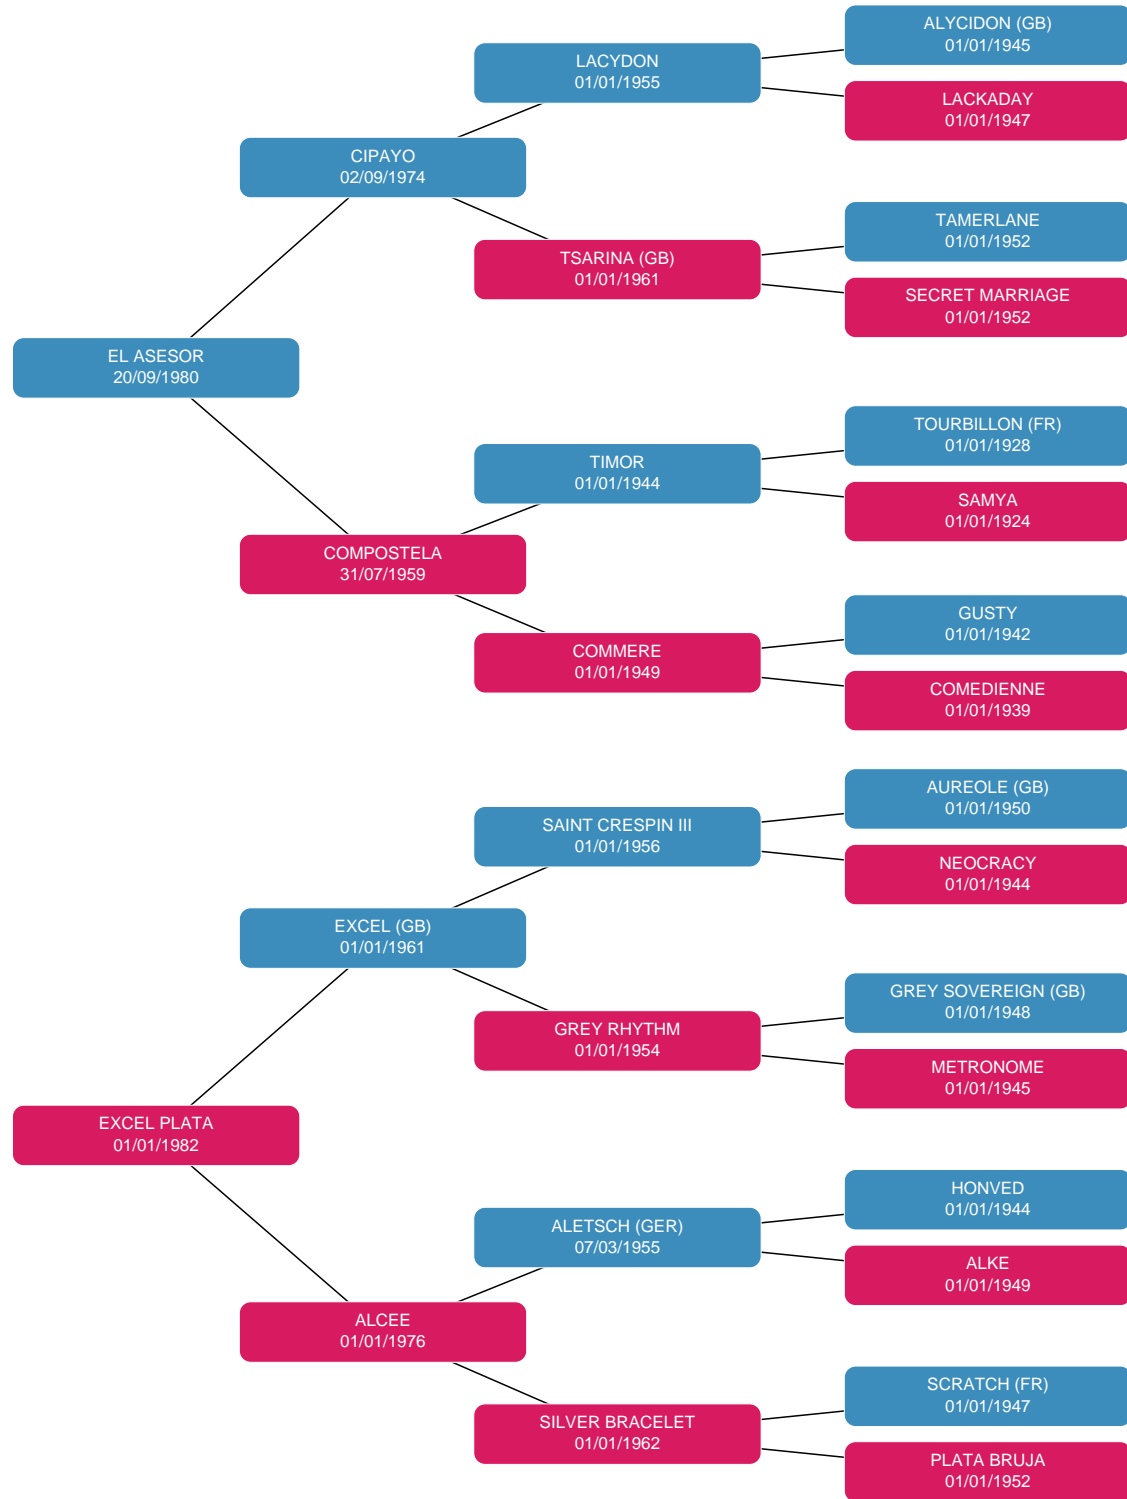 ALYCIDON (GB)
01/01/1945
LACYDON
01/01/1955
LACKADAY
01/01/1947
CIPAYO
02/09/1974
TAMERLANE
01/01/1952
TSARINA (GB)
01/01/1961
SECRET MARRIAGE
01/01/1952
EL ASESOR
20/09/1980
TOURBILLON (FR)
01/01/1928
TIMOR
01/01/1944
SAMYA
01/01/1924
COMPOSTELA
31/07/1959
GUSTY
01/01/1942
COMMERE
01/01/1949
COMEDIENNE
01/01/1939
AUREOLE (GB)
01/01/1950
SAINT CRESPIN III
01/01/1956
NEOCRACY
01/01/1944
EXCEL (GB)
01/01/1961
GREY SOVEREIGN (GB)
01/01/1948
GREY RHYTHM
01/01/1954
METRONOME
01/01/1945
EXCEL PLATA
01/01/1982
HONVED
01/01/1944
ALETSCH (GER)
07/03/1955
ALKE
01/01/1949
ALCEE
01/01/1976
SCRATCH (FR)
01/01/1947
SILVER BRACELET
01/01/1962
PLATA BRUJA
01/01/1952